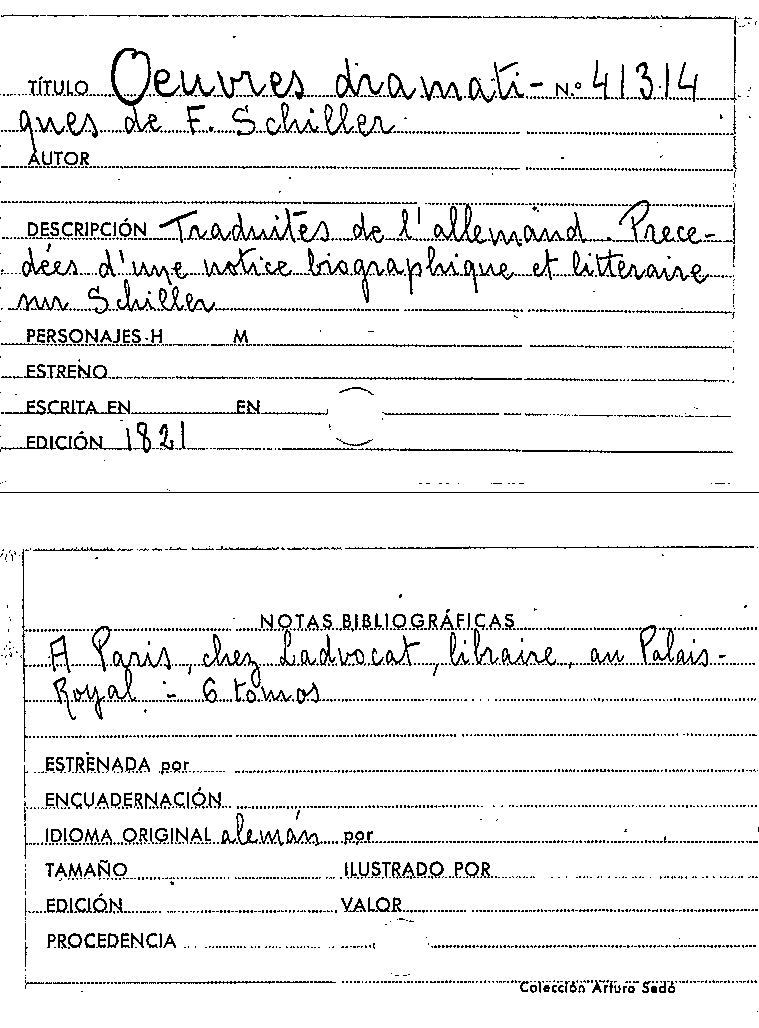 TÍTULO Oeuvres dramati- N.º 41314
ques de F. Schiller
AUTOR
DESCRIPCIÓN Traduites de l'allemand. Prece-
dées d'une notice biographique et litteraire
sur Schiller
PERSONAJES-H M
ESTRENO
ESCRITA EN EN
EDICIÓN 1821
NOTAS BIBLIOGRÁFICAS
A Paris, chez Ladvocat, libraire, au Palais-
Royal - 6 tomos
ESTRENADA por
ENCUADERNACIÓN
IDIOMA ORIGINAL alemán por
TAMAÑO ILUSTRADO POR
EDICIÓN VALOR
PROCEDENCIA
Colección Arturo Sedó